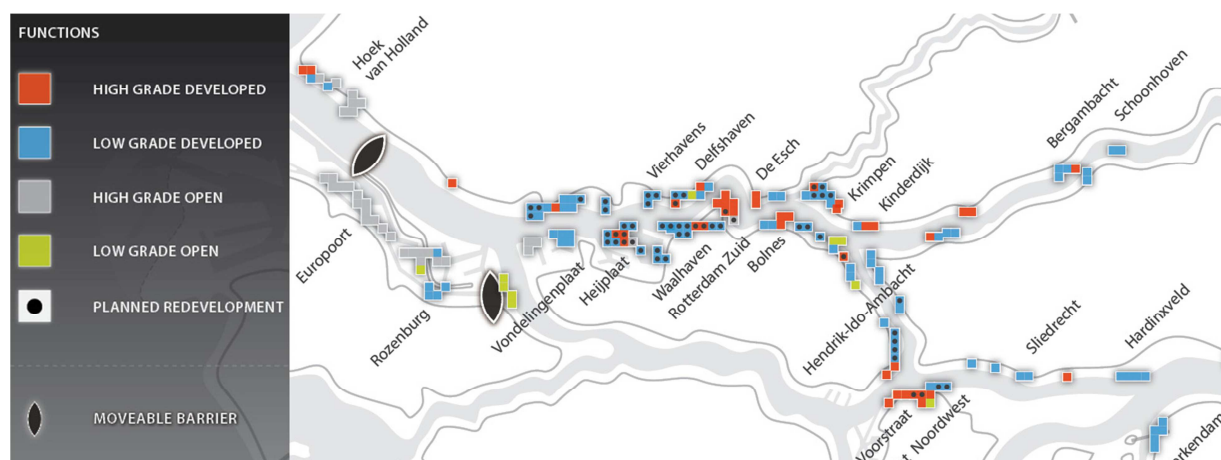 FUNCTIONS
HIGH GRADE DEVELOPED
LOW GRADE DEVELOPED
HIGH GRADE OPEN
LOW GRADE OPEN
PLANNED REDEVELOPMENT
MOVEABLE BARRIER
Hoek
van Holland
Europoort
Rozenburg
Vondelingenplaat
Heijplaat
Vierhavens
Delfshaven
Waalhaven
Rotterdam Zuid
De Esch
Bolnes
Krimpen
Kinderdijk
Hendrik-Ido-Ambacht
Bergambacht
Schoonhoven
Sliedrecht
Hardinxveld
Voorstraat
Noordwest